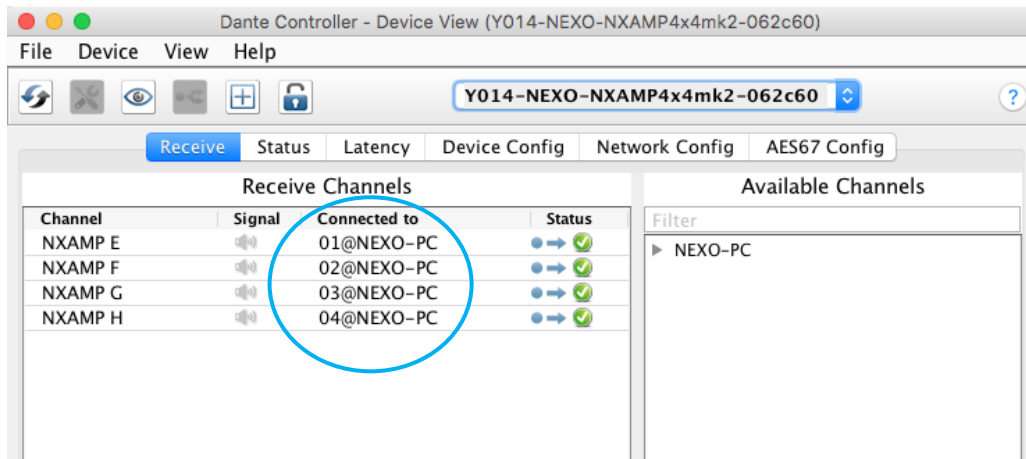 Dante Controller - Device View (Y014-NEXO-NXAMP4x4mk2-062c60)
File Device View Help
Y014-NEXO-NXAMP4x4mk2-062c60 ?
Receive Status Latency Device Config Network Config AES67 Config
Receive Channels Available Channels
Channel Signal Connected to Status Filter
NXAMP E 01@NEXO-PC NEXO-PC
NXAMP F 02@NEXO-PC
NXAMP G 03@NEXO-PC
NXAMP H 04@NEXO-PC